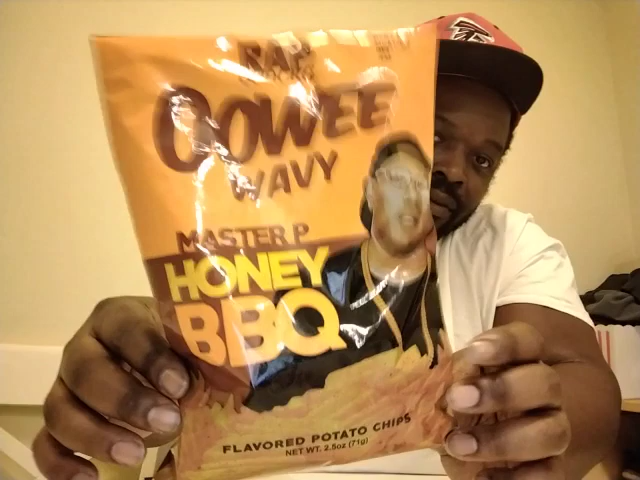 RAP
OOWEE
WAVY
MASTER P
HONEY
BBQ
FLAVORED POTATO CHIPS
NET WT. 2.5oz (71g)